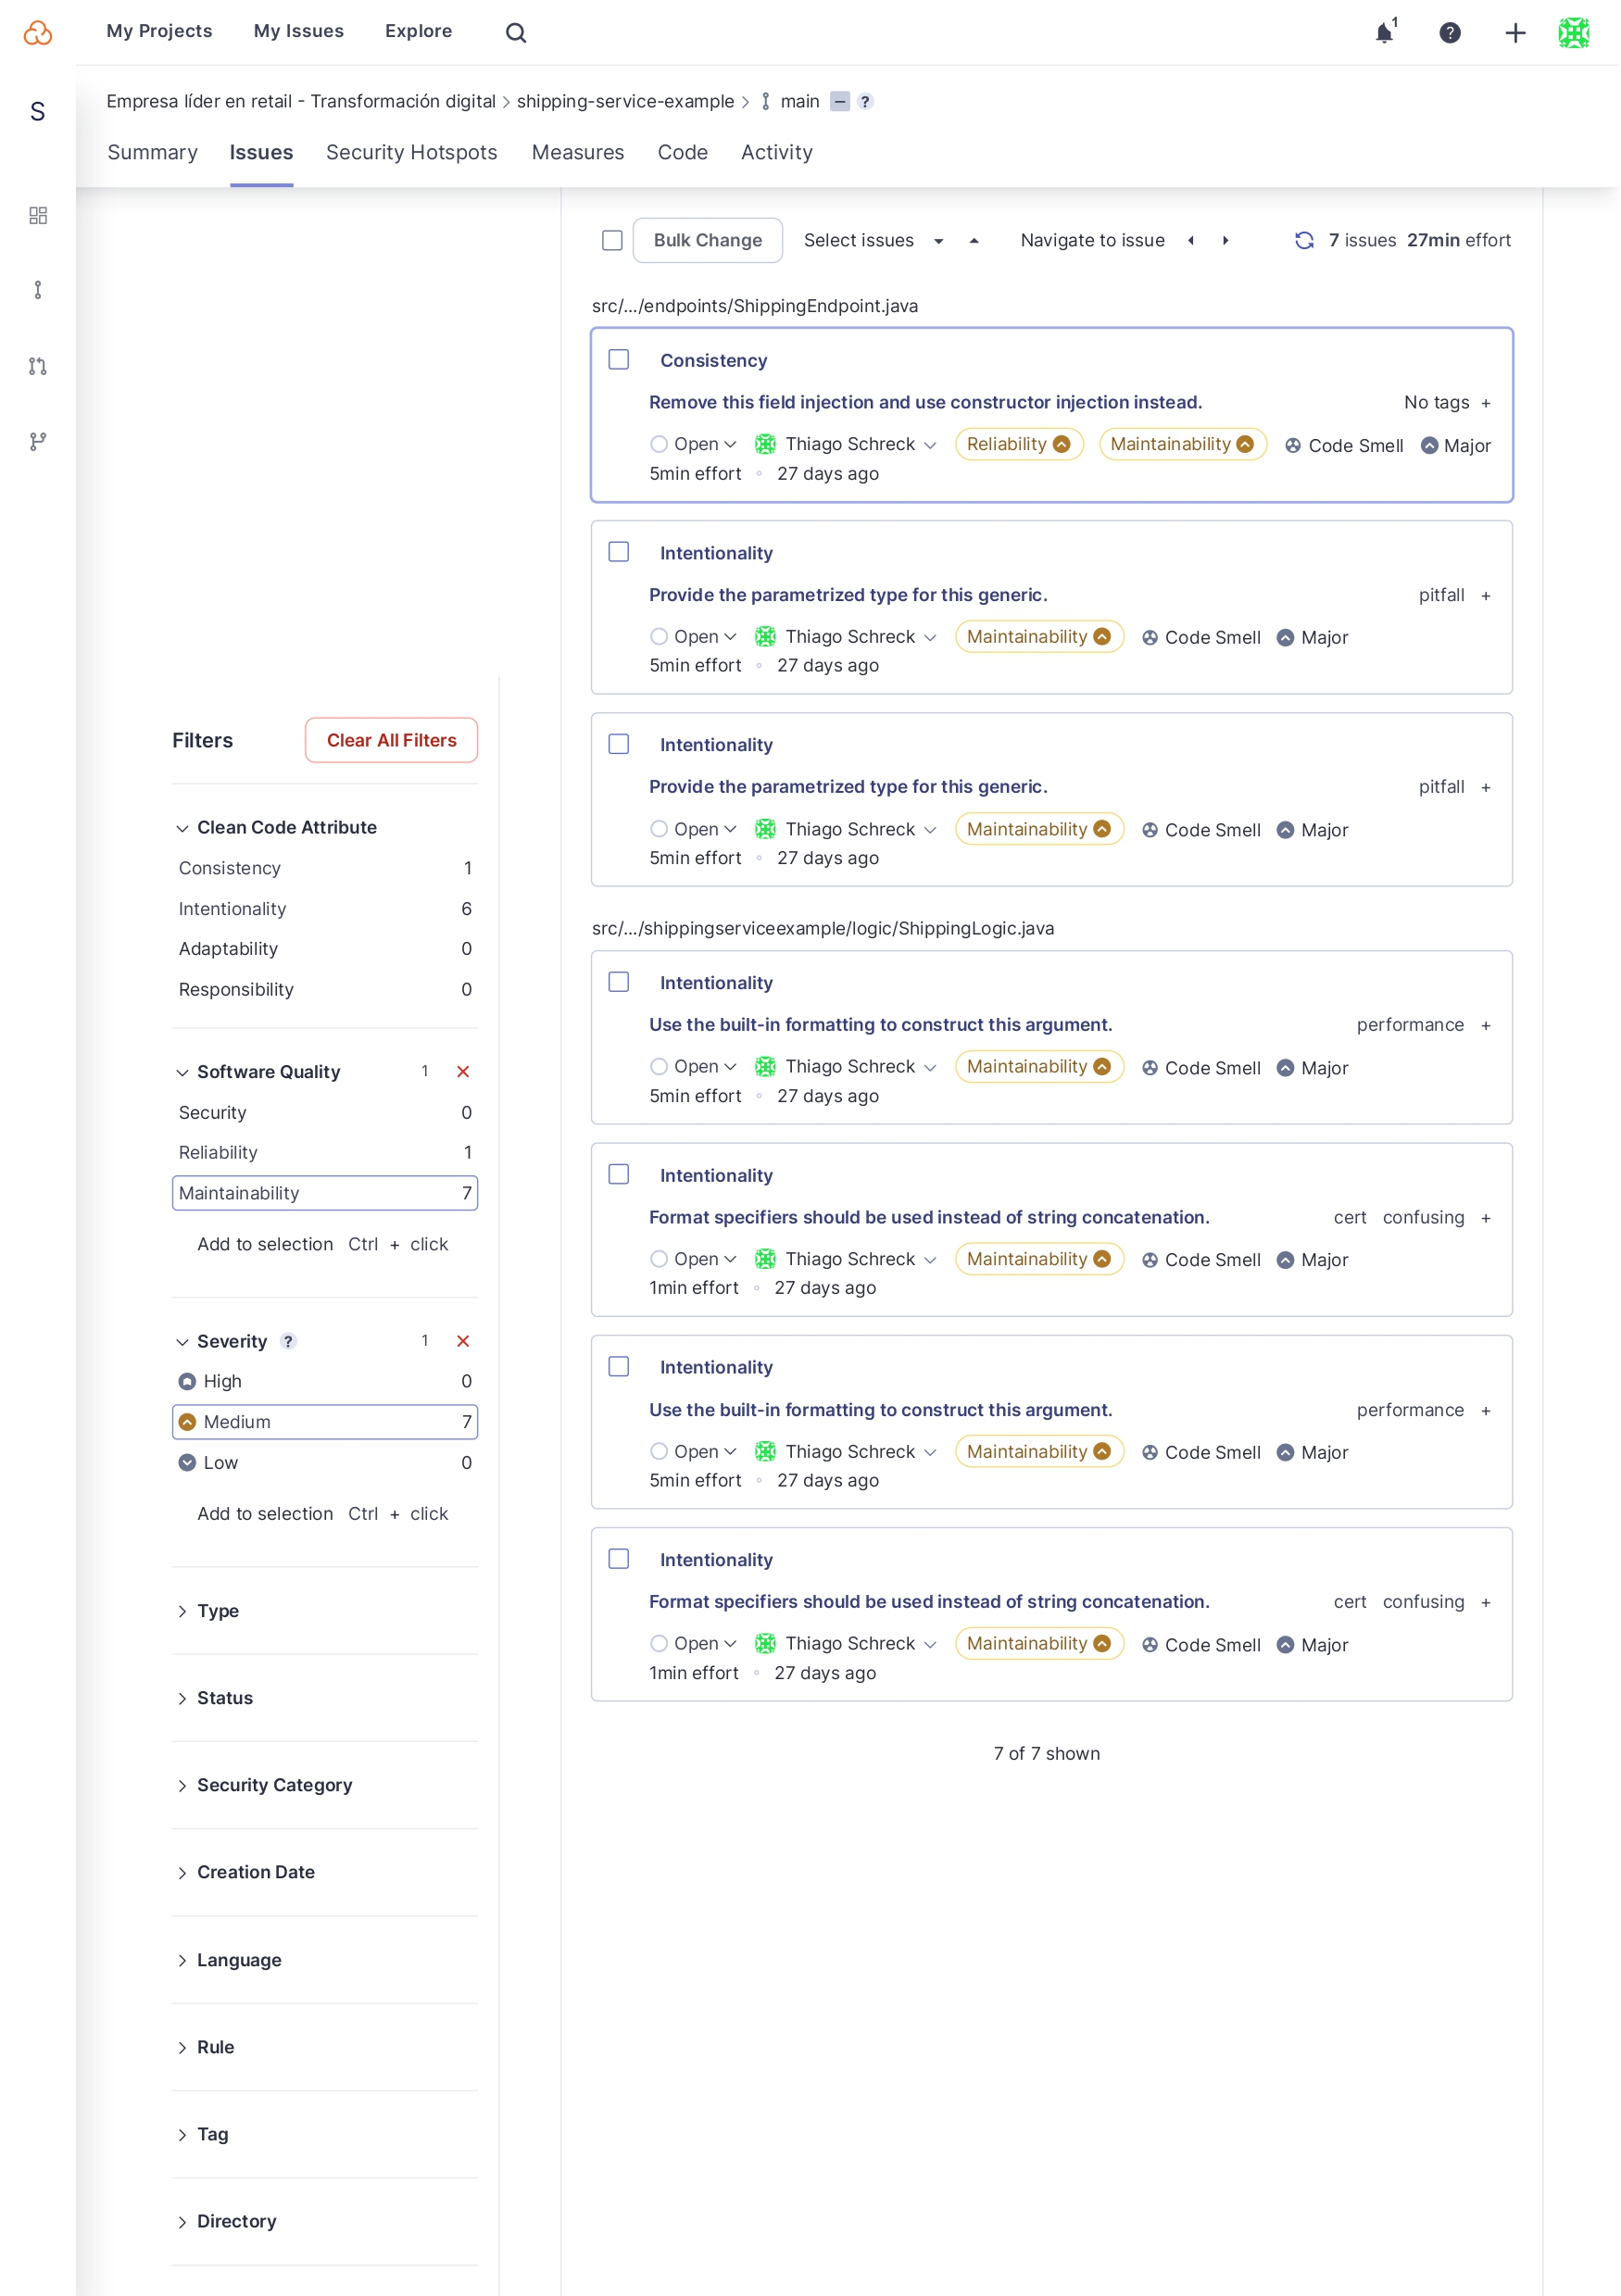 My Projects My Issues Explore 1 ?
S
Empresa líder en retail - Transformación digital > shipping-service-example > main ?
Summary Issues Security Hotspots Measures Code Activity
Bulk Change Select issues Navigate to issue 7 issues 27min effort
src/.../endpoints/ShippingEndpoint.java
Consistency
Remove this field injection and use constructor injection instead. No tags +
Open Thiago Schreck Reliability Maintainability Code Smell Major
5min effort 27 days ago
Intentionality
Provide the parametrized type for this generic. pitfall +
Open Thiago Schreck Maintainability Code Smell Major
5min effort 27 days ago
Intentionality
Provide the parametrized type for this generic. pitfall +
Open Thiago Schreck Maintainability Code Smell Major
5min effort 27 days ago
src/.../shippingserviceexample/logic/ShippingLogic.java
Intentionality
Use the built-in formatting to construct this argument. performance +
Open Thiago Schreck Maintainability Code Smell Major
5min effort 27 days ago
Intentionality
Format specifiers should be used instead of string concatenation. cert confusing +
Open Thiago Schreck Maintainability Code Smell Major
1min effort 27 days ago
Intentionality
Use the built-in formatting to construct this argument. performance +
Open Thiago Schreck Maintainability Code Smell Major
5min effort 27 days ago
Intentionality
Format specifiers should be used instead of string concatenation. cert confusing +
Open Thiago Schreck Maintainability Code Smell Major
1min effort 27 days ago
7 of 7 shown
Filters Clear All Filters
Clean Code Attribute
Consistency 1
Intentionality 6
Adaptability 0
Responsibility 0
Software Quality 1
Security 0
Reliability 1
Maintainability 7
Add to selection Ctrl + click
Severity ? 1
High 0
Medium 7
Low 0
Add to selection Ctrl + click
Type
Status
Security Category
Creation Date
Language
Rule
Tag
Directory